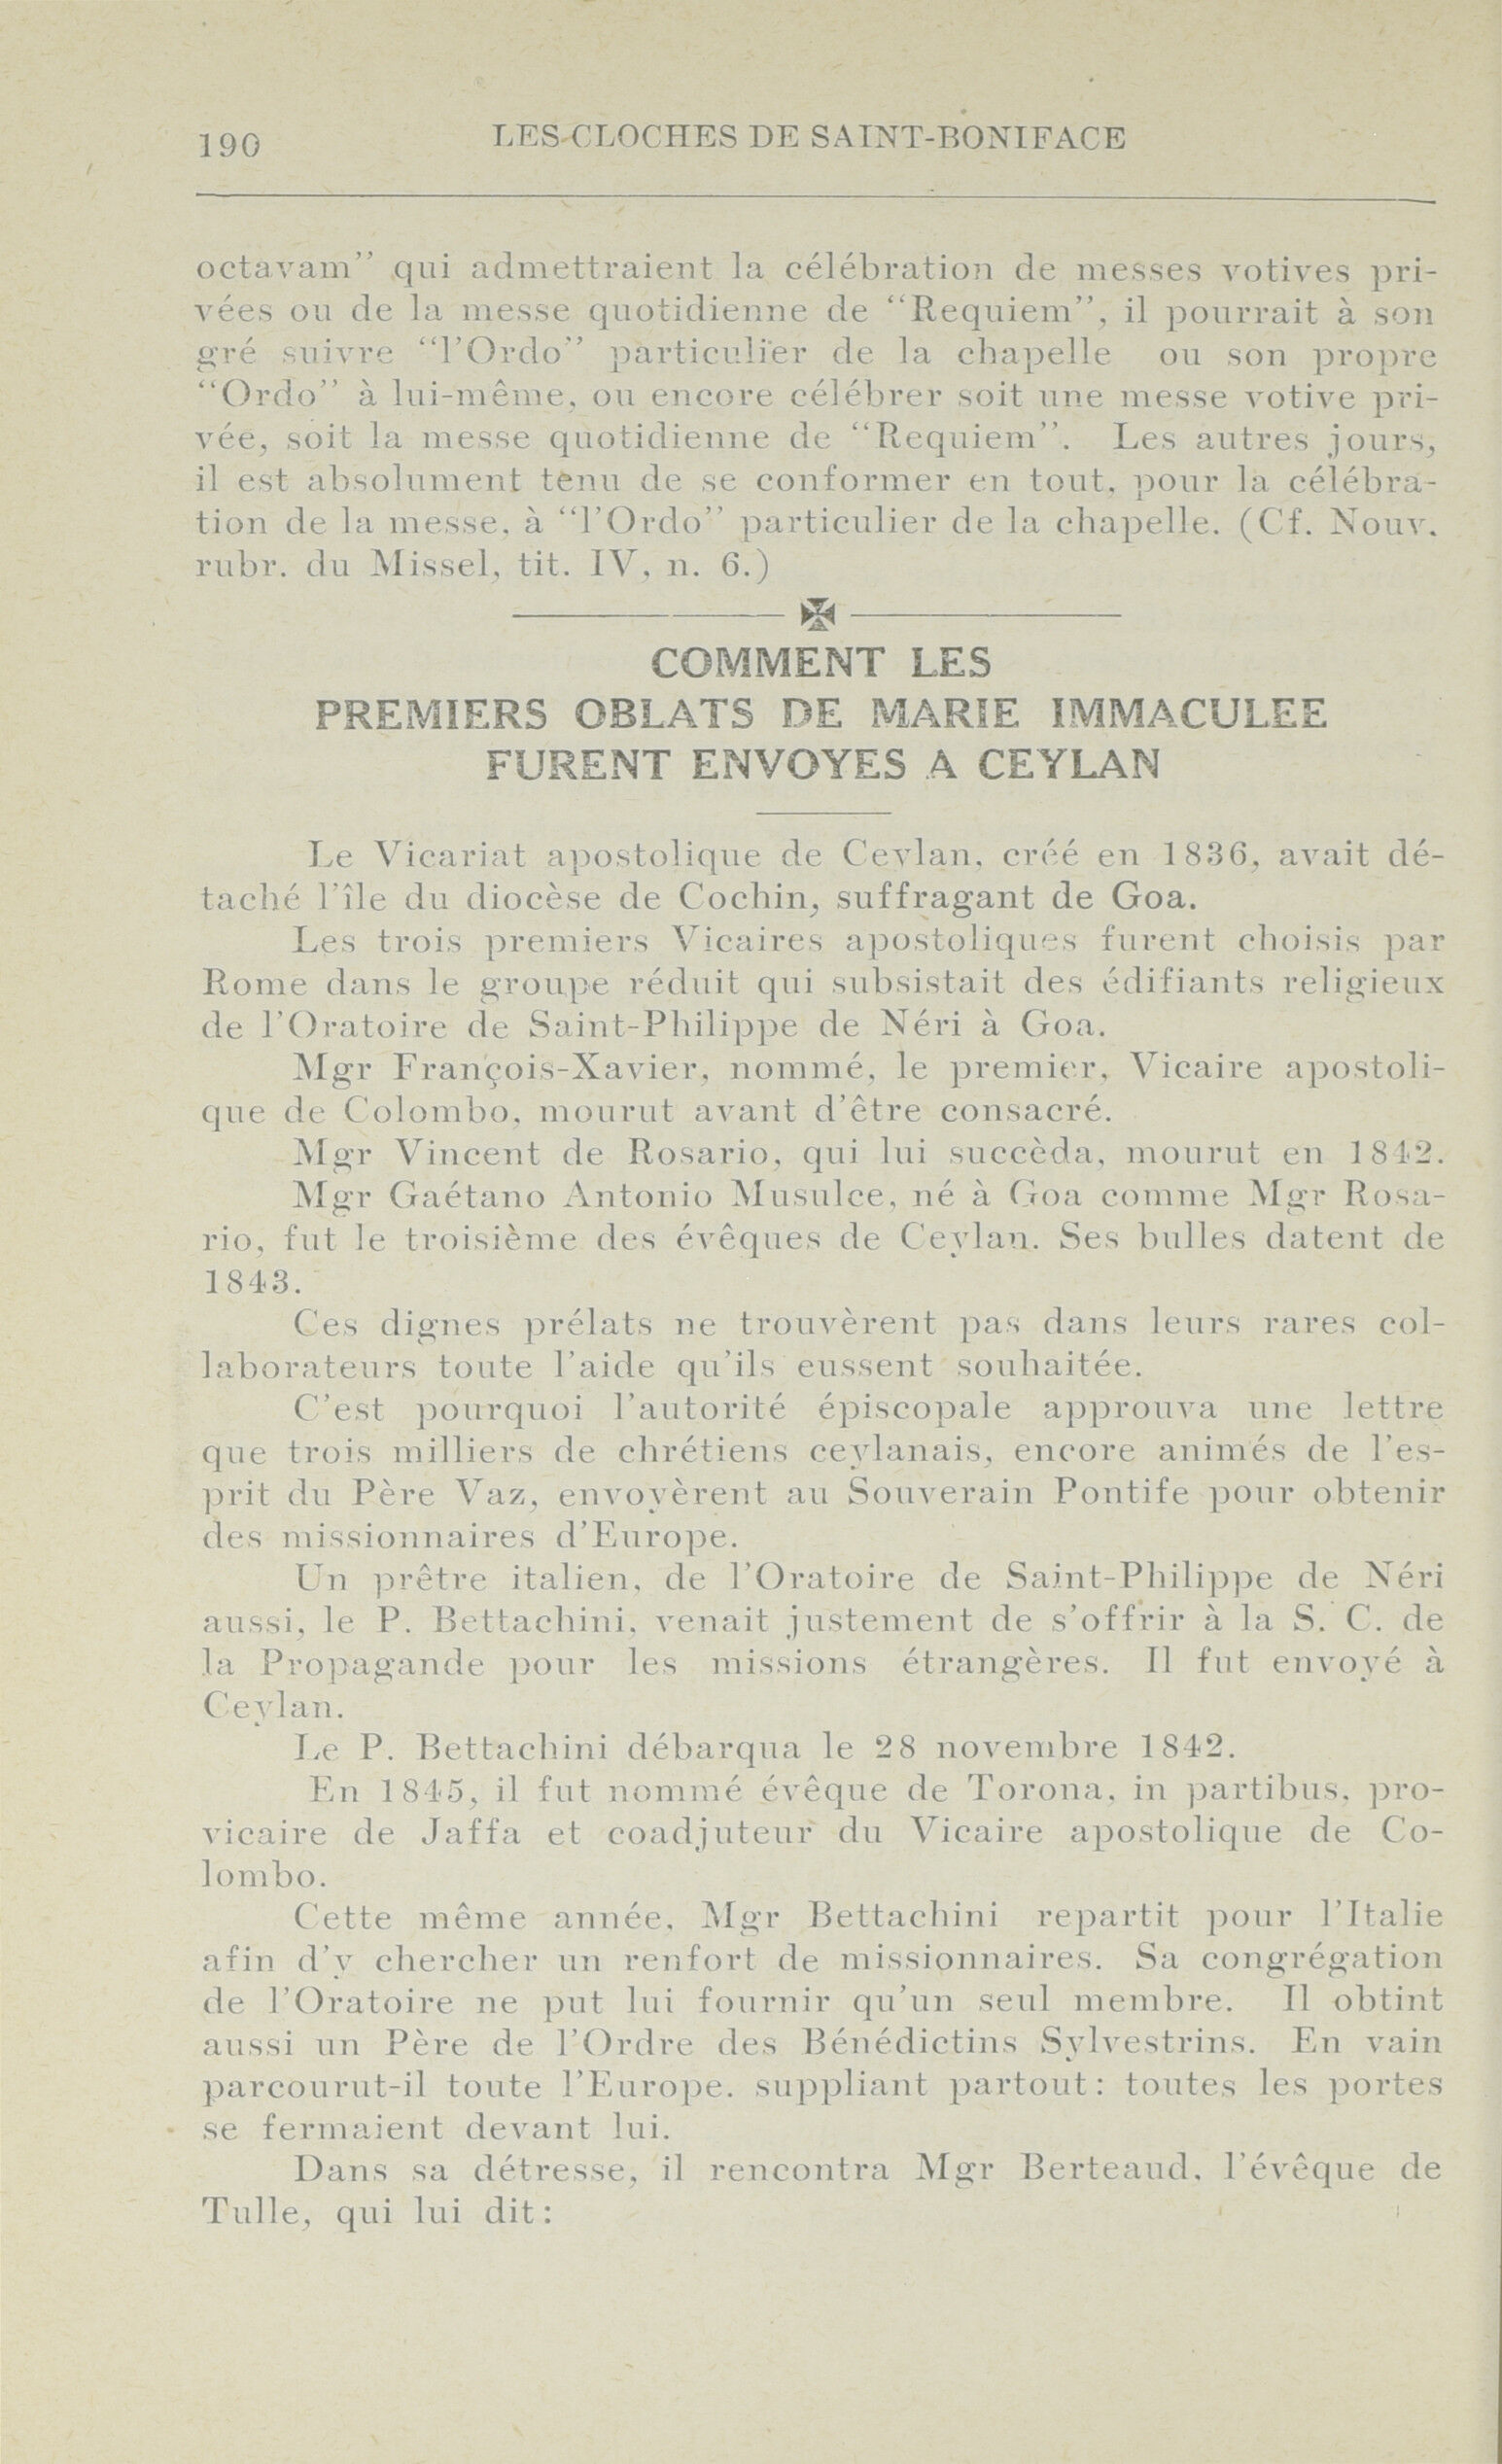 190
LES CLOCHES DE SAINT-BONIFACE
octavam" qui admettraient la célébration de messes votives pri-
vées ou de la messe quotidienne de "Requiem", il pourrait à son
gré suivre "l'Ordo" particulier de la chapelle ou son propre
"Ordo" à lui-même, ou encore célébrer soit une messe votive pri-
vée, soit la messe quotidienne de "Requiem". Les autres jours,
il est absolument tenu de se conformer en tout, pour la célébra-
tion de la messe, à "l'Ordo" particulier de la chapelle. (Cf. Nouv.
rubr. du Missel, tit. IV, n. 6.)
COMMENT LES
PREMIERS OBLATS DE MARIE IMMACULEE
FURENT ENVOYES A CEYLAN
Le Vicariat apostolique de Ceylan, créé en 1836, avait dé-
taché l'île du diocèse de Cochin, suffragant de Goa.
Les trois premiers Vicaires apostoliques furent choisis par
Rome dans le groupe réduit qui subsistait des édifiants religieux
de l'Oratoire de Saint-Philippe de Néri à Goa.
Mgr François-Xavier, nommé, le premier, Vicaire apostoli-
que de Colombo, mourut avant d'être consacré.
Mgr Vincent de Rosario, qui lui succèda, mourut en 1842.
Mgr Gaétano Antonio Musulce, né à Goa comme Mgr Rosa-
rio, fut le troisième des évêques de Ceylan. Ses bulles datent de
1843.
Ces dignes prélats ne trouvèrent pas dans leurs rares col-
laborateurs toute l'aide qu'ils eussent souhaitée.
C'est pourquoi l'autorité épiscopale approuva une lettre
que trois milliers de chrétiens ceylanais, encore animés de l'es-
prit du Père Vaz, envoyèrent au Souverain Pontife pour obtenir
des missionnaires d'Europe.
Un prêtre italien, de l'Oratoire de Saint-Philippe de Néri
aussi, le P. Bettachini, venait justement de s'offrir à la S. C. de
la Propagande pour les missions étrangères. Il fut envoyé à
Ceylan.
Le P. Bettachini débarqua le 28 novembre 1842.
En 1845, il fut nommé évêque de Torona, in partibus, pro-
vicaire de Jaffa et coadjuteur du Vicaire apostolique de Co-
lombo.
Cette même année, Mgr Bettachini repartit pour l'Italie
afin d'y chercher un renfort de missionnaires. Sa congrégation
de l'Oratoire ne put lui fournir qu'un seul membre. Il obtint
aussi un Père de l'Ordre des Bénédictins Sylvestrins. En vain
parcourut-il toute l'Europe, suppliant partout: toutes les portes
se fermaient devant lui.
Dans sa détresse, il rencontra Mgr Berteaud, l'évêque de
Tulle, qui lui dit: